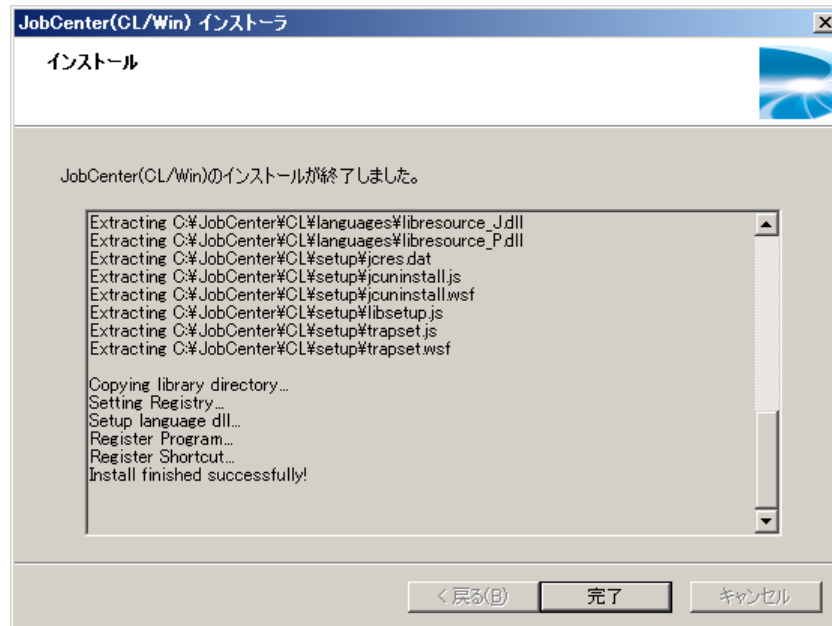 JobCenter(CL/Win) インストーラ
インストール
JobCenter(CL/Win)のインストールが終了しました。
Extracting C:¥JobCenter¥CL¥languages¥libresource_J.dll
Extracting C:¥JobCenter¥CL¥languages¥libresource_P.dll
Extracting C:¥JobCenter¥CL¥setup¥jcres.dat
Extracting C:¥JobCenter¥CL¥setup¥jcuninstall.js
Extracting C:¥JobCenter¥CL¥setup¥jcuninstall.wsf
Extracting C:¥JobCenter¥CL¥setup¥libsetup.js
Extracting C:¥JobCenter¥CL¥setup¥trapset.js
Extracting C:¥JobCenter¥CL¥setup¥trapset.wsf
Copying library directory...
Setting Registry...
Setup language dll...
Register Program...
Register Shortcut...
Install finished successfully!
< 戻る(B)
完了
キャンセル